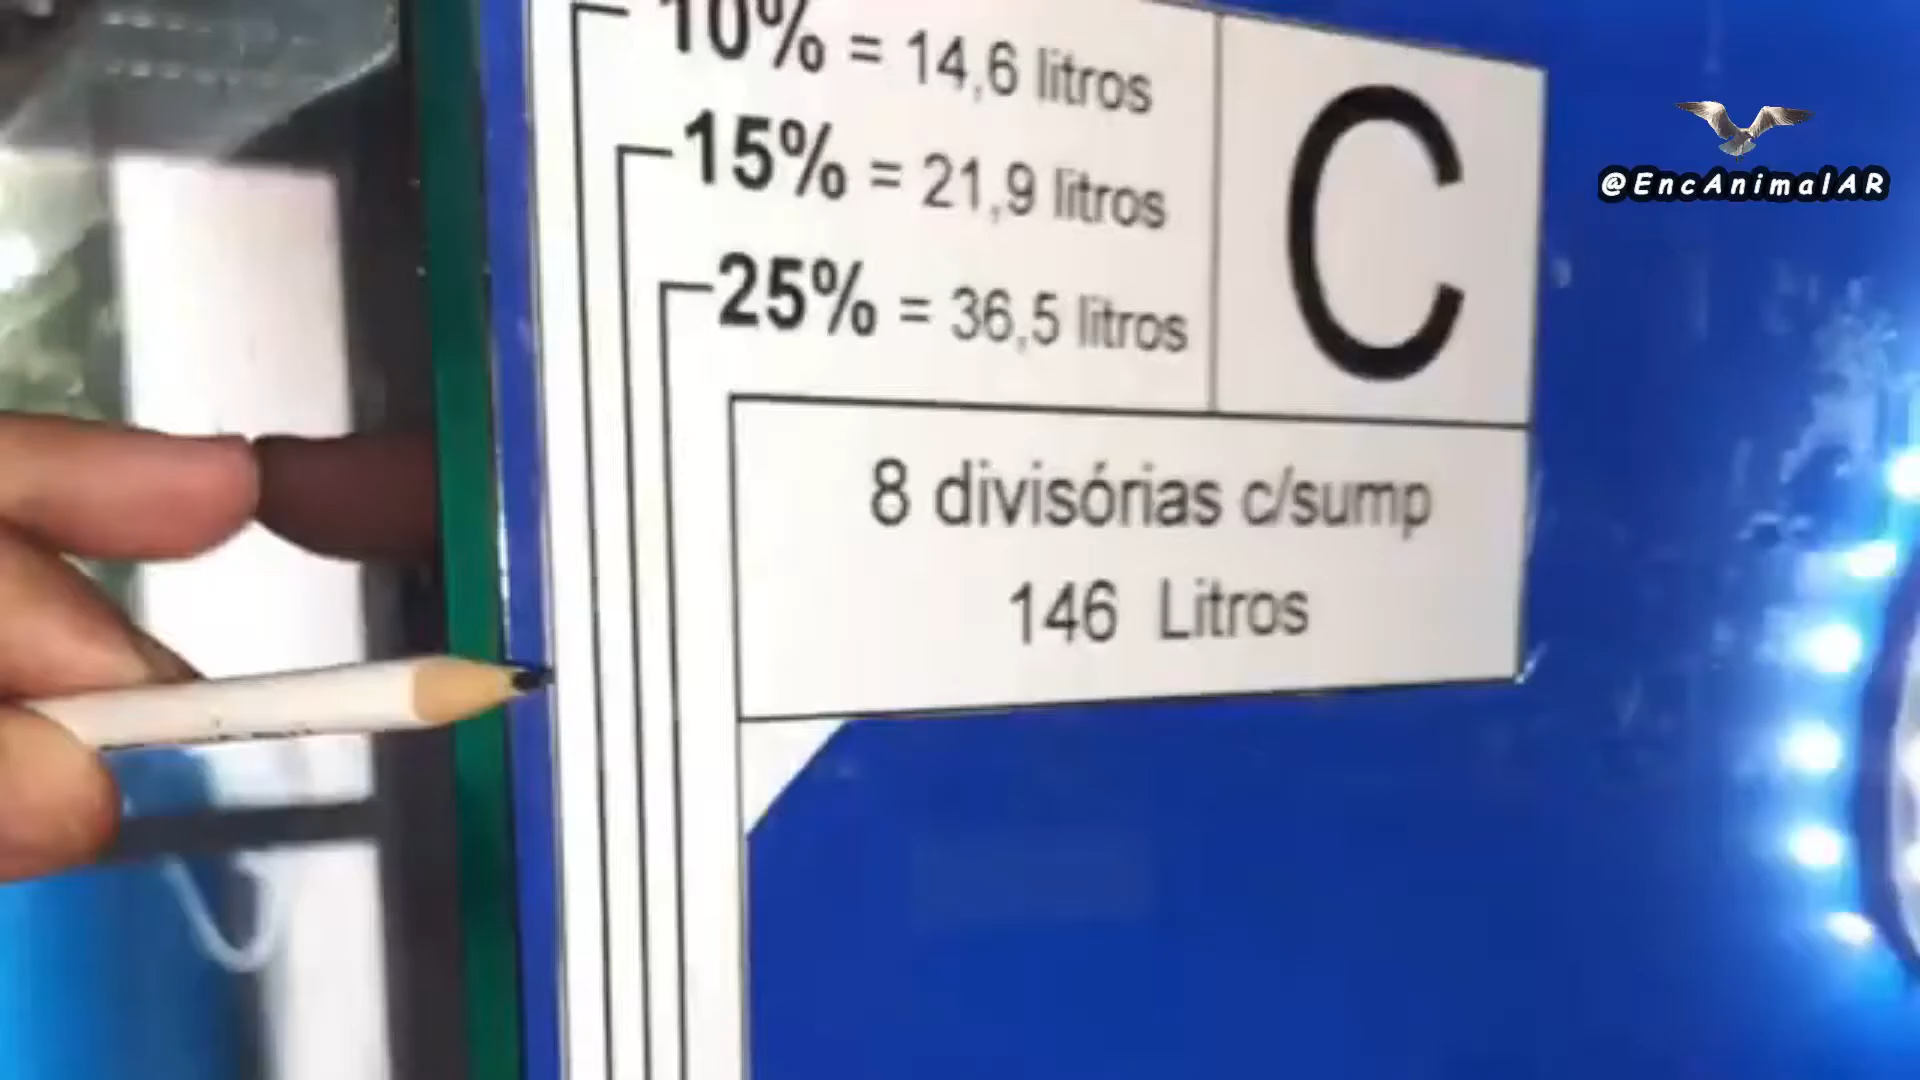 10% = 14,6 litros
15% = 21,9 litros
25% = 36,5 litros
C
8 divisórias c/sump
146 Litros
@EncAnimalAR